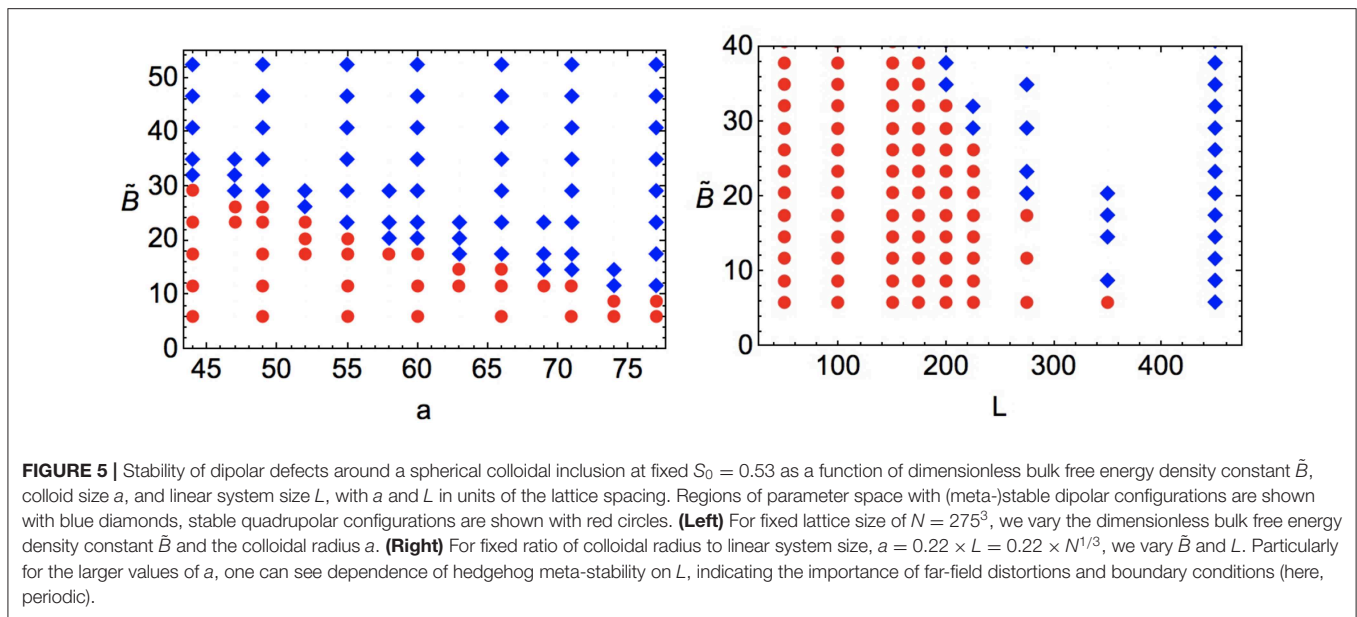 50
40
30
20
10
0
B̃
45 50 55 60 65 70 75
a
40
30
20
10
0
B̃
100 200 300 400
L
FIGURE 5 | Stability of dipolar defects around a spherical colloidal inclusion at fixed S₀ = 0.53 as a function of dimensionless bulk free energy density constant B̃,
colloid size a, and linear system size L, with a and L in units of the lattice spacing. Regions of parameter space with (meta-)stable dipolar configurations are shown
with blue diamonds, stable quadrupolar configurations are shown with red circles. (Left) For fixed lattice size of N = 275³, we vary the dimensionless bulk free energy
density constant B̃ and the colloidal radius a. (Right) For fixed ratio of colloidal radius to linear system size, a = 0.22 × L = 0.22 × N^1/3, we vary B̃ and L. Particularly
for the larger values of a, one can see dependence of hedgehog meta-stability on L, indicating the importance of far-field distortions and boundary conditions (here,
periodic).